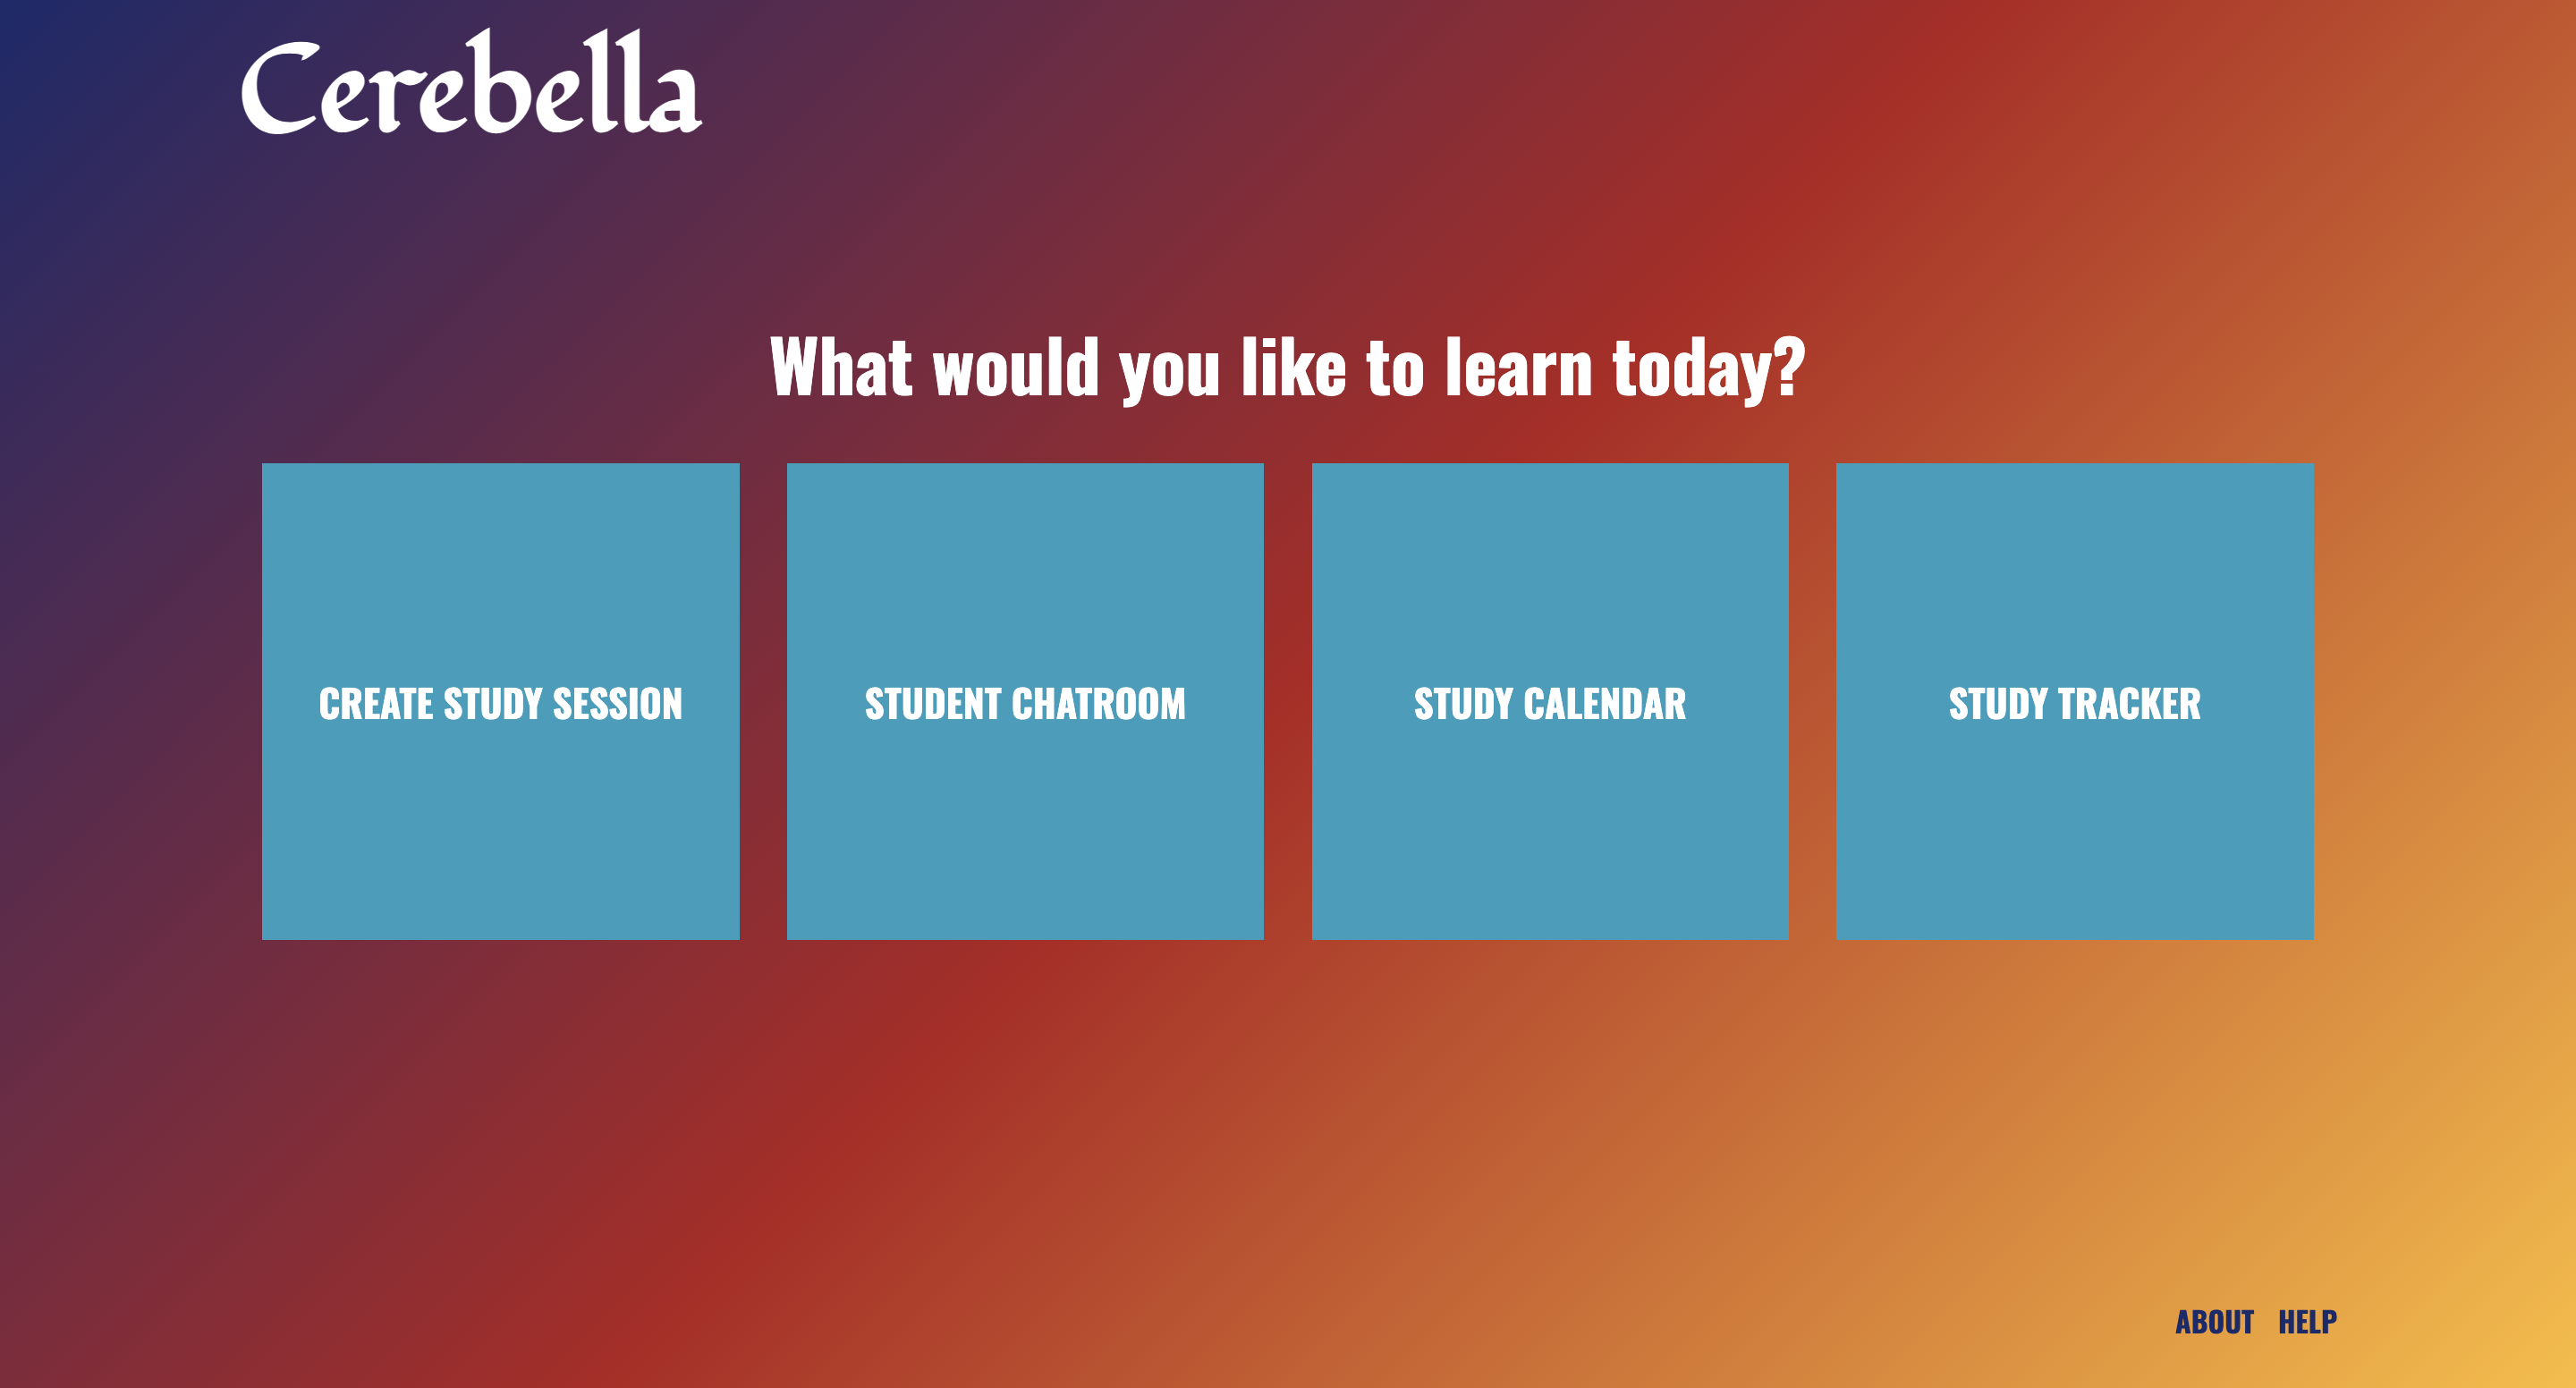 Cerebella
What would you like to learn today?
CREATE STUDY SESSION
STUDENT CHATROOM
STUDY CALENDAR
STUDY TRACKER
ABOUT HELP